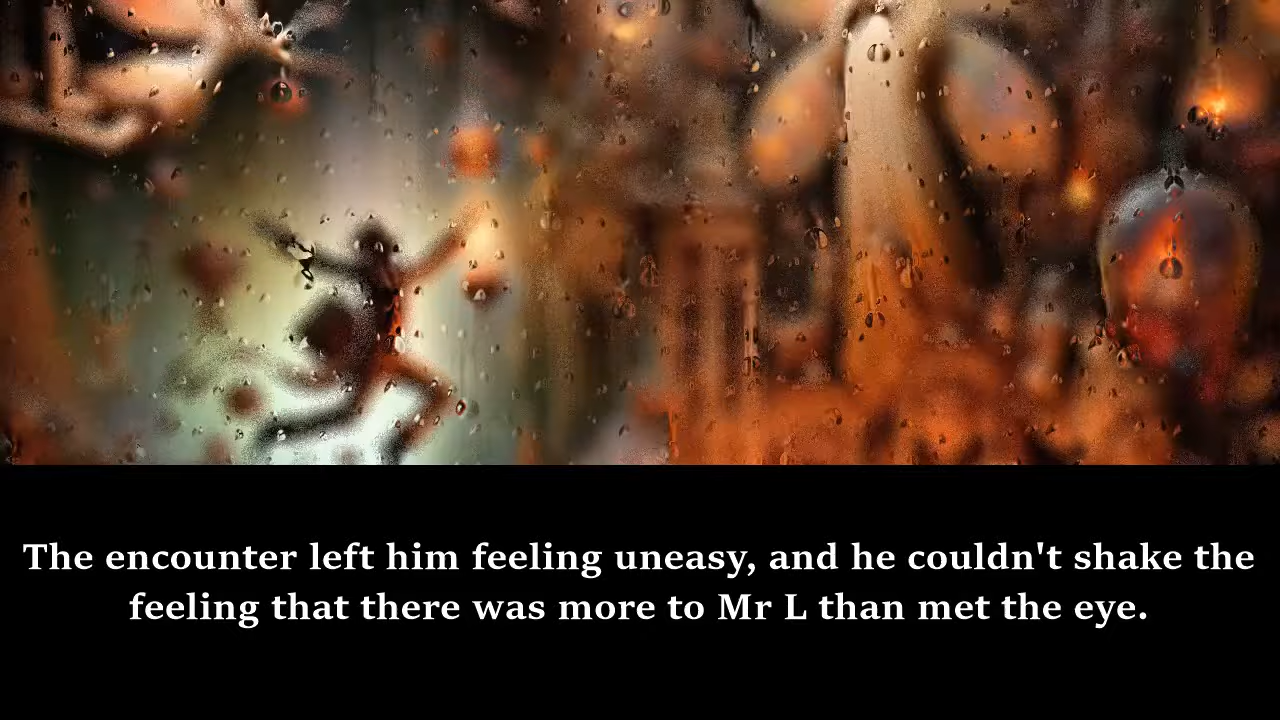 The encounter left him feeling uneasy, and he couldn't shake the
feeling that there was more to Mr L than met the eye.